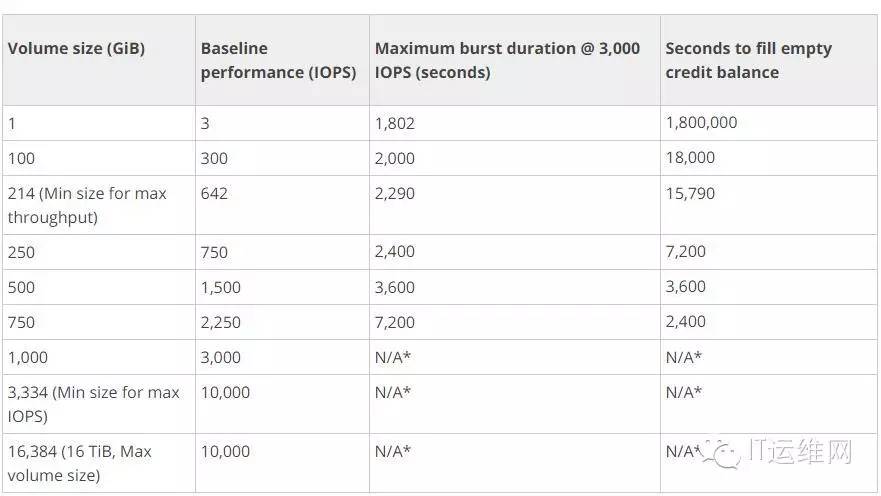 Volume size (GiB) Baseline Maximum burst duration @ 3,000 Seconds to fill empty
performance (IOPS) IOPS (seconds) credit balance
1 3 1,802 1,800,000
100 300 2,000 18,000
214 (Min size for max 642 2,290 15,790
throughput)
250 750 2,400 7,200
500 1,500 3,600 3,600
750 2,250 7,200 2,400
1,000 3,000 N/A* N/A*
3,334 (Min size for max 10,000 N/A* N/A*
IOPS)
16,384 (16 TiB, Max 10,000 N/A* N/A*
volume size)
IT运维网